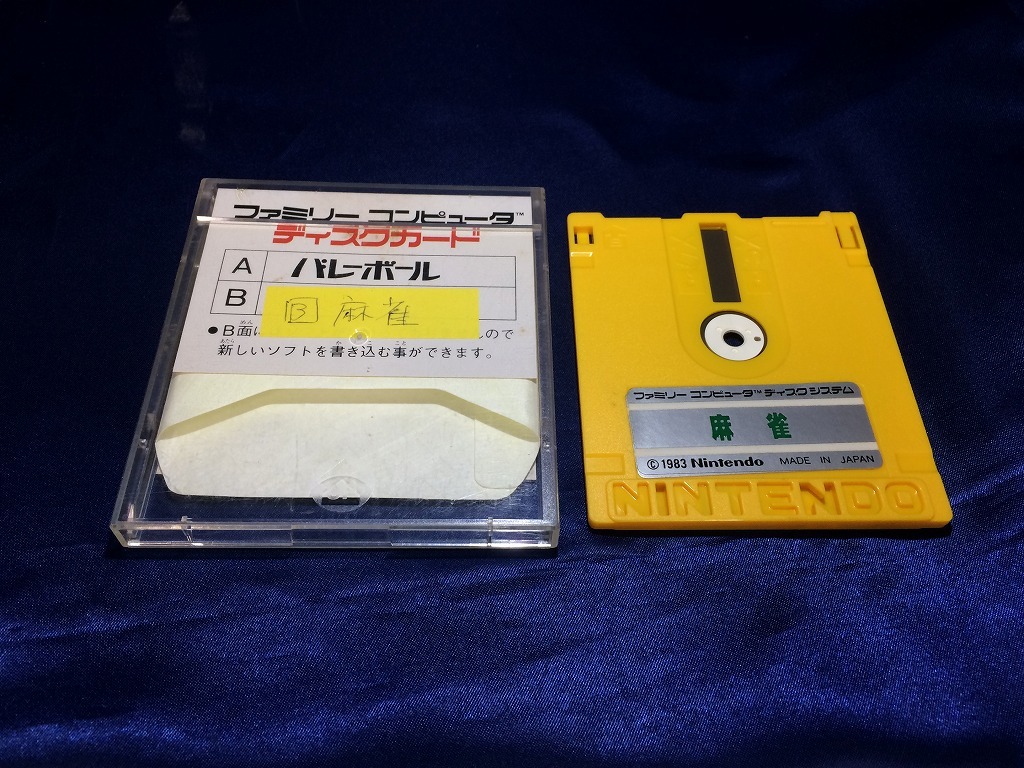 ファミリー コンピュータ™
ディスクカード
A バレーボール
B
B 麻雀
●B面に んので
新しいソフトを書き込む事ができます。
ファミリー コンピュータ™ ディスクシステム
麻雀
©1983 Nintendo MADE IN JAPAN
NINTENDO